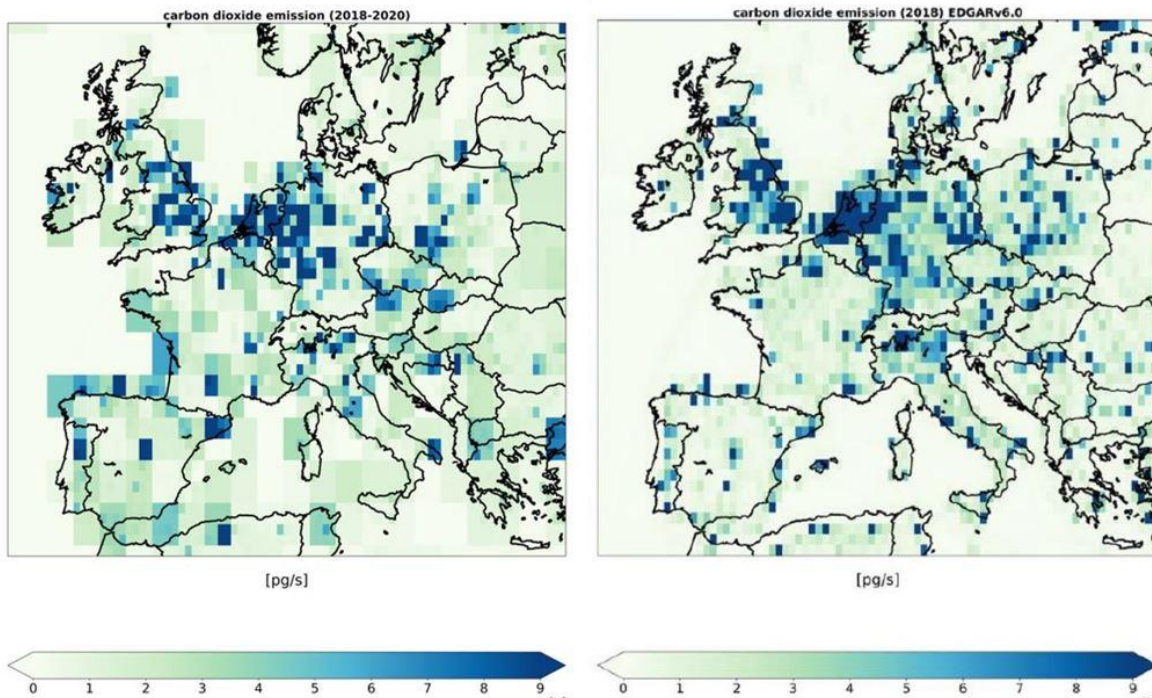 carbon dioxide emission (2018-2020)
carbon dioxide emission (2018) EDGARv6.0
[pg/s]
[pg/s]
0 1 2 3 4 5 6 7 8 9
0 1 2 3 4 5 6 7 8 9